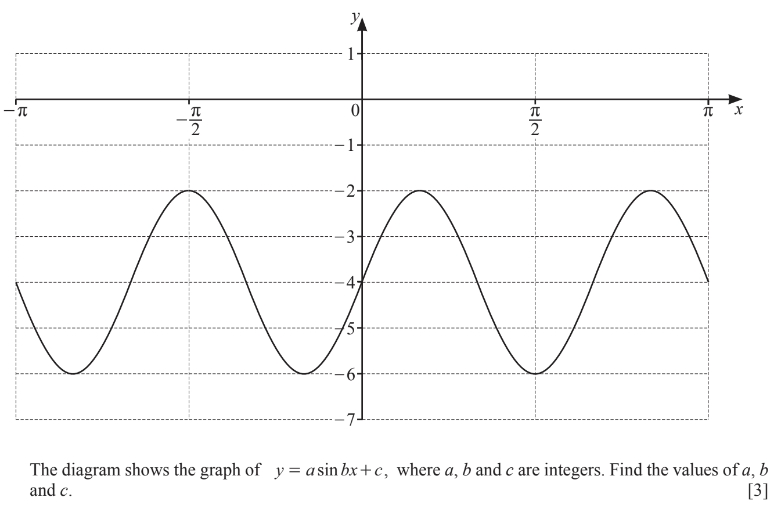 y
1
−π
−π/2
0
π/2
π
x
−1
−2
−3
−4
−5
−6
−7
The diagram shows the graph of y = a sin bx + c, where a, b and c are integers. Find the values of a, b
and c. [3]